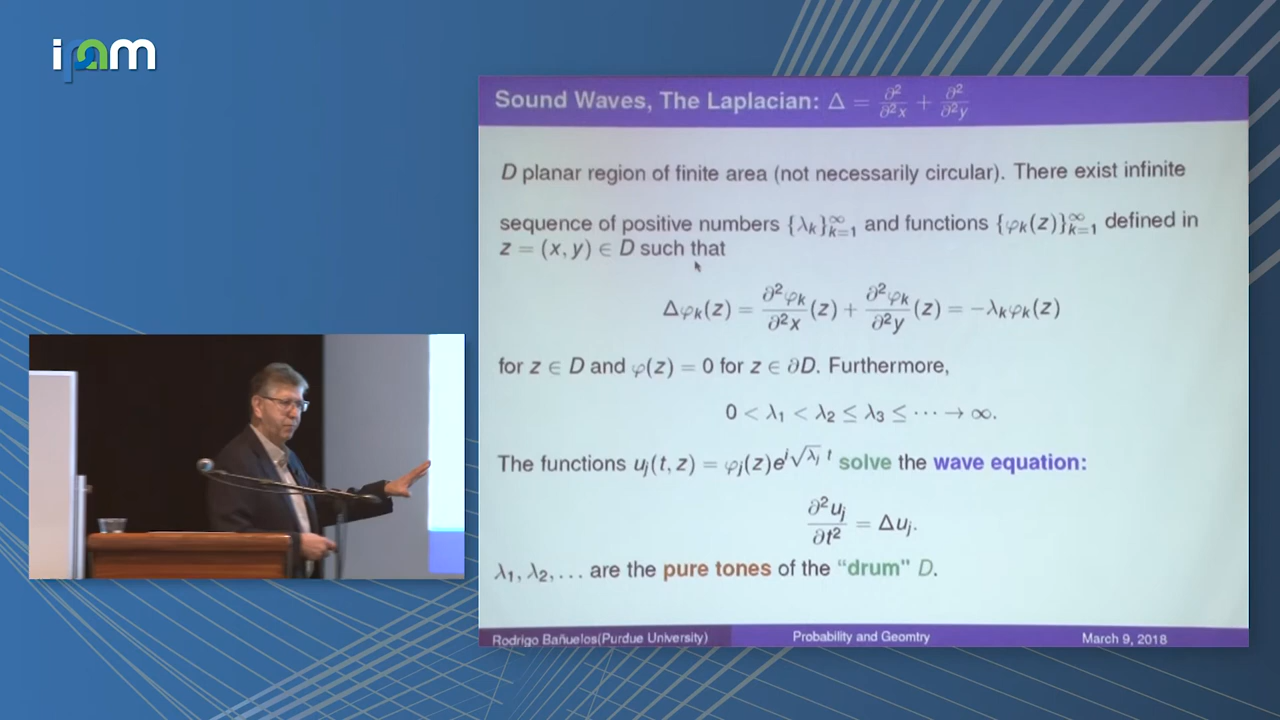 ipam
Sound Waves, The Laplacian: Δ = ∂²/∂²x + ∂²/∂²y
D planar region of finite area (not necessarily circular). There exist infinite
sequence of positive numbers {λₖ}∞ₖ₌₁ and functions {φₖ(z)}∞ₖ₌₁ defined in
z = (x, y) ∈ D such that
Δφₖ(z) = ∂²φₖ/∂²x (z) + ∂²φₖ/∂²y (z) = −λₖφₖ(z)
for z ∈ D and φ(z) = 0 for z ∈ ∂D. Furthermore,
0 < λ₁ < λ₂ ≤ λ₃ ≤ ⋯ → ∞.
The functions uⱼ(t, z) = φⱼ(z)e^{i√λⱼ t} solve the wave equation:
∂²uⱼ/∂t² = Δuⱼ.
λ₁, λ₂, … are the pure tones of the “drum” D.
Rodrigo Bañuelos(Purdue University) Probability and Geomtry March 9, 2018